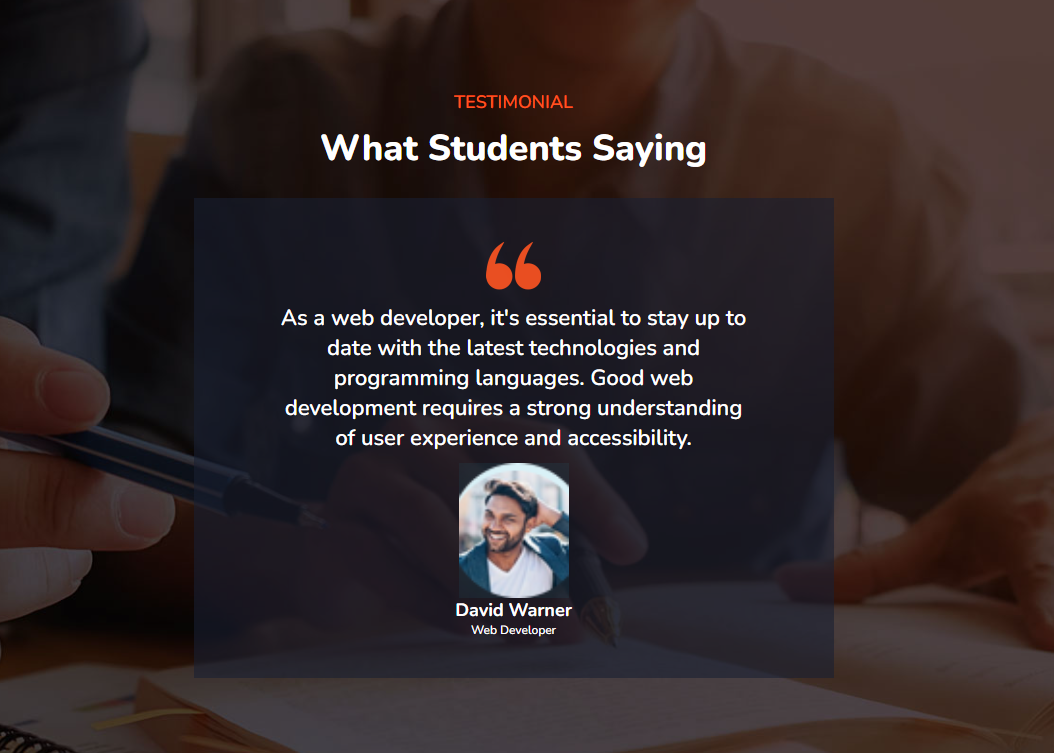 TESTIMONIAL
What Students Saying
As a web developer, it's essential to stay up to
date with the latest technologies and
programming languages. Good web
development requires a strong understanding
of user experience and accessibility.
David Warner
Web Developer